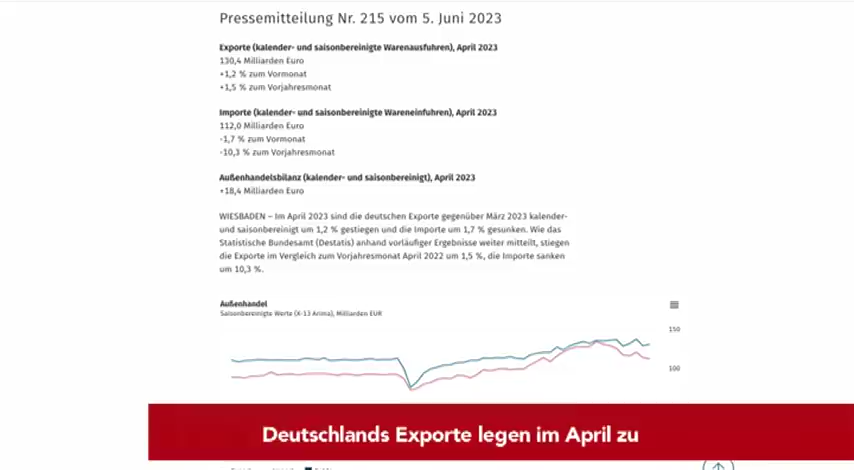 Pressemitteilung Nr. 215 vom 5. Juni 2023
Exporte (kalender- und saisonbereinigte Warenausfuhren), April 2023
130,4 Milliarden Euro
+1,2 % zum Vormonat
+1,5 % zum Vorjahresmonat
Importe (kalender- und saisonbereinigte Wareneinfuhren), April 2023
112,0 Milliarden Euro
-1,7 % zum Vormonat
-10,3 % zum Vorjahresmonat
Außenhandelsbilanz (kalender- und saisonbereinigt), April 2023
+18,4 Milliarden Euro
WIESBADEN – Im April 2023 sind die deutschen Exporte gegenüber März 2023 kalender-
und saisonbereinigt um 1,2 % gestiegen und die Importe um 1,7 % gesunken. Wie das
Statistische Bundesamt (Destatis) anhand vorläufiger Ergebnisse weiter mitteilt, stiegen
die Exporte im Vergleich zum Vorjahresmonat April 2022 um 1,5 %, die Importe sanken
um 10,3 %.
Außenhandel
Saisonbereinigte Werte (X-13 Arima), Milliarden EUR
150
100
Deutschlands Exporte legen im April zu